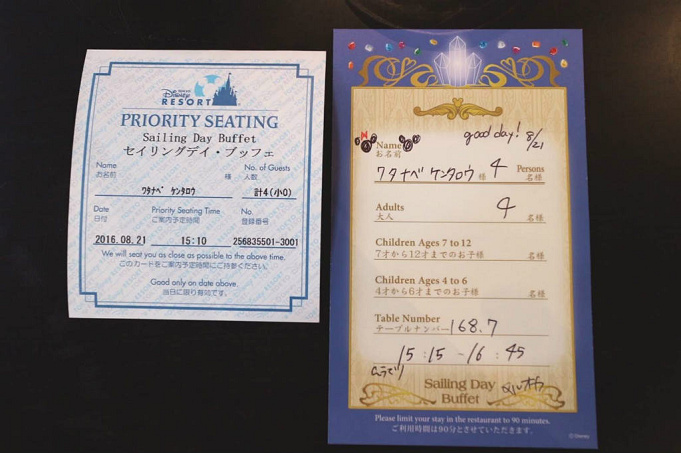 TOKYO
Disney
RESORT
PRIORITY SEATING
Sailing Day Buffet
セイリングデイ・ブッフェ
Name
お名前
様
No. of Guests
人数
ワタナベ ケンタロウ
計4(小0)
Date
日付
Priority Seating Time
ご案内予定時間
No.
登録番号
2016.08.21
15:10
256835501-3001
We will seat you as close as possible to the above time.
このカードをご案内予定時間にご持参ください。
Good only on date above.
当日に限り有効です。
good day! 8/21
Name
お名前
ワタナベ ケンタロウ 様 4 Persons
名様
Adults
大人
4
名様
Children Ages 7 to 12
7才から12才までのお子様
名様
Children Ages 4 to 6
4才から6才までのお子様
名様
Table Number
テーブルナンバー
168.7
15:15-16:45
Sailing Day
Buffet
Please limit your stay in the restaurant to 90 minutes.
ご利用時間は90分とさせていただきます。
© Disney